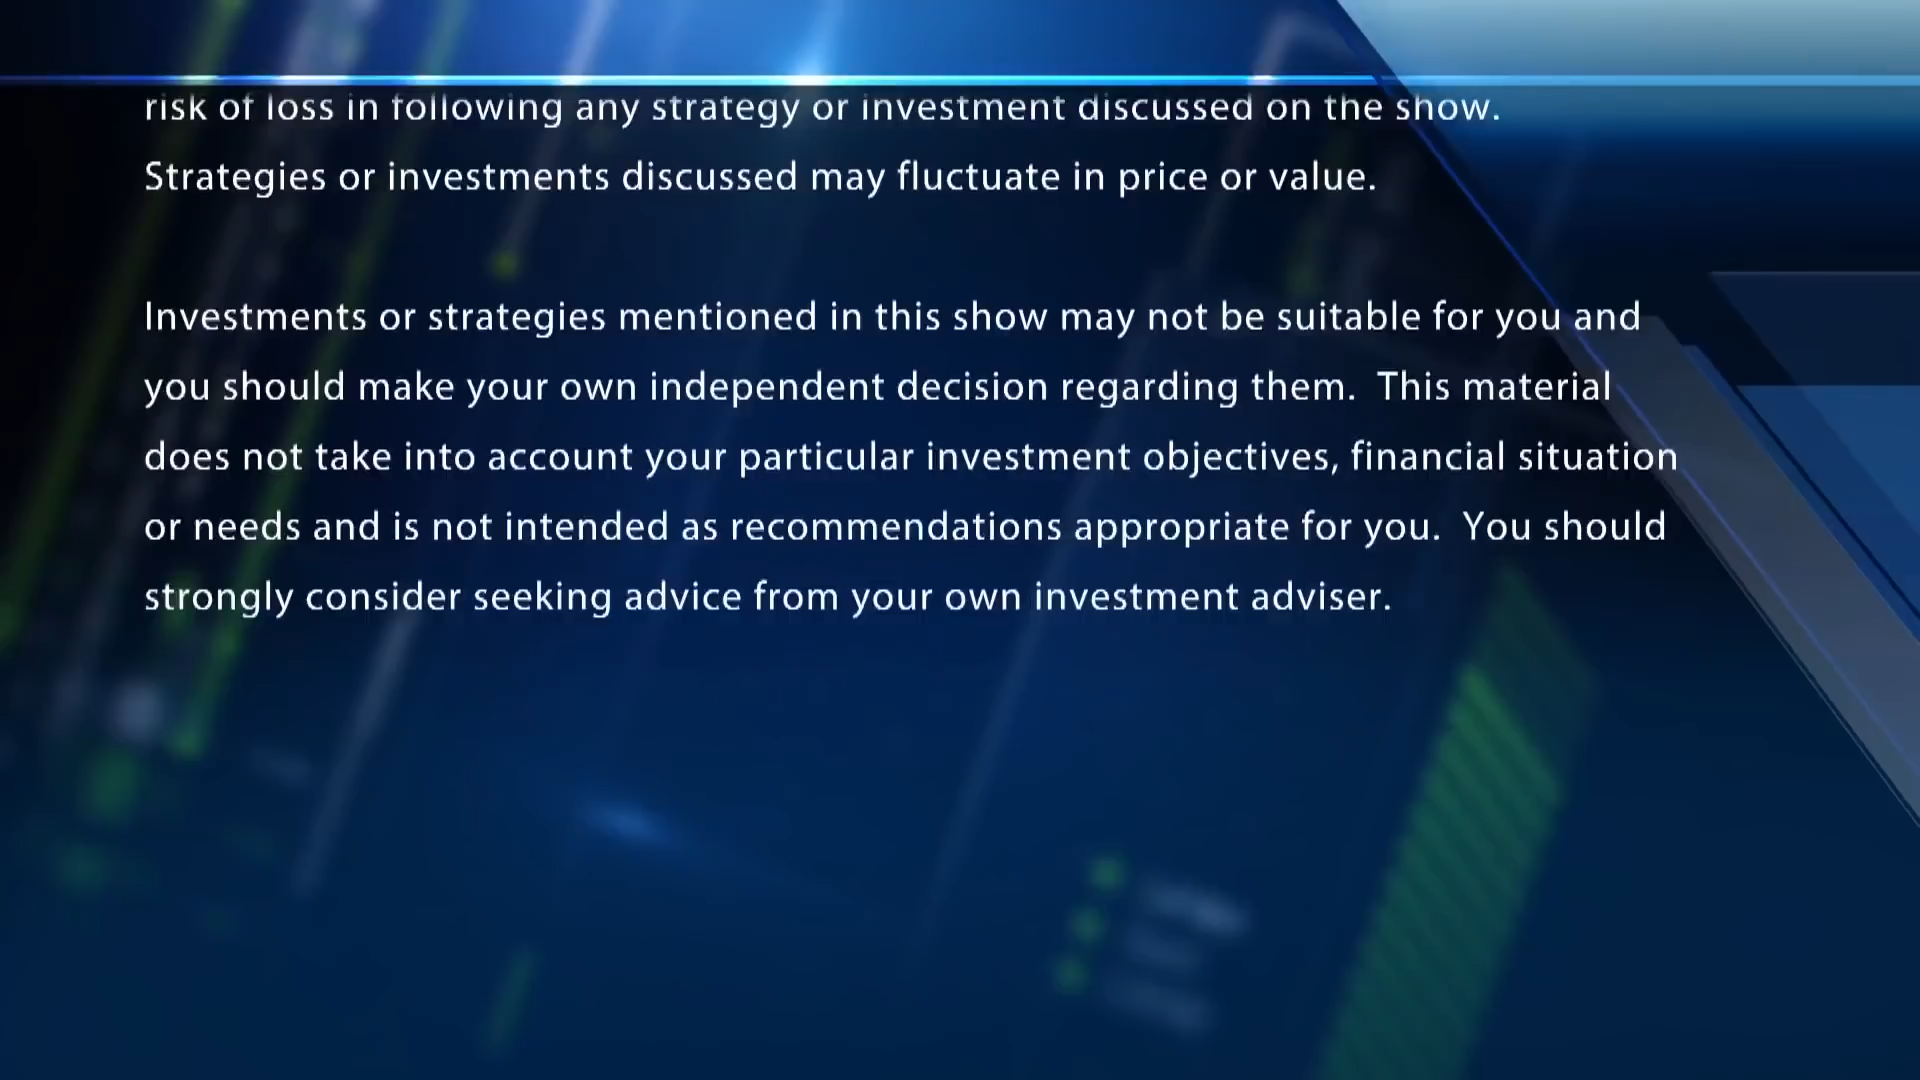 risk of loss in following any strategy or investment discussed on the show.
Strategies or investments discussed may fluctuate in price or value.
Investments or strategies mentioned in this show may not be suitable for you and
you should make your own independent decision regarding them.  This material
does not take into account your particular investment objectives, financial situation
or needs and is not intended as recommendations appropriate for you.  You should
strongly consider seeking advice from your own investment adviser.